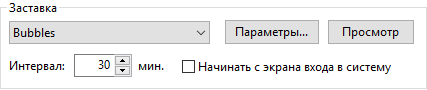 Заставка
Bubbles Параметры... Просмотр
Интервал: 30 мин. Начинать с экрана входа в систему